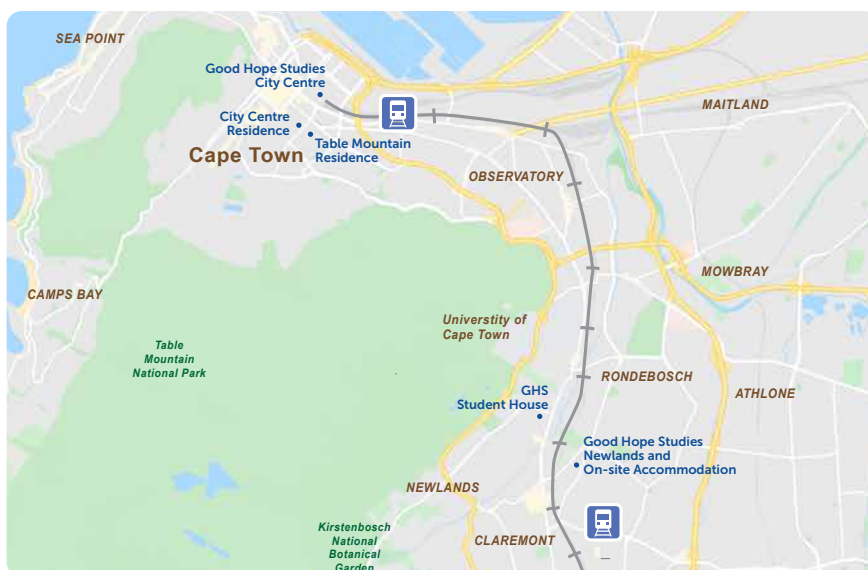 SEA POINT
Good Hope Studies
City Centre
MAITLAND
City Centre
Residence
Table Mountain
Residence
Cape Town
OBSERVATORY
MOWBRAY
CAMPS BAY
Universtity of
Cape Town
Table
Mountain
National Park
RONDEBOSCH
GHS
Student House
ATHLONE
Good Hope Studies
Newlands and
On-site Accommodation
NEWLANDS
Kirstenbosch
National
Botanical
Garden
CLAREMONT